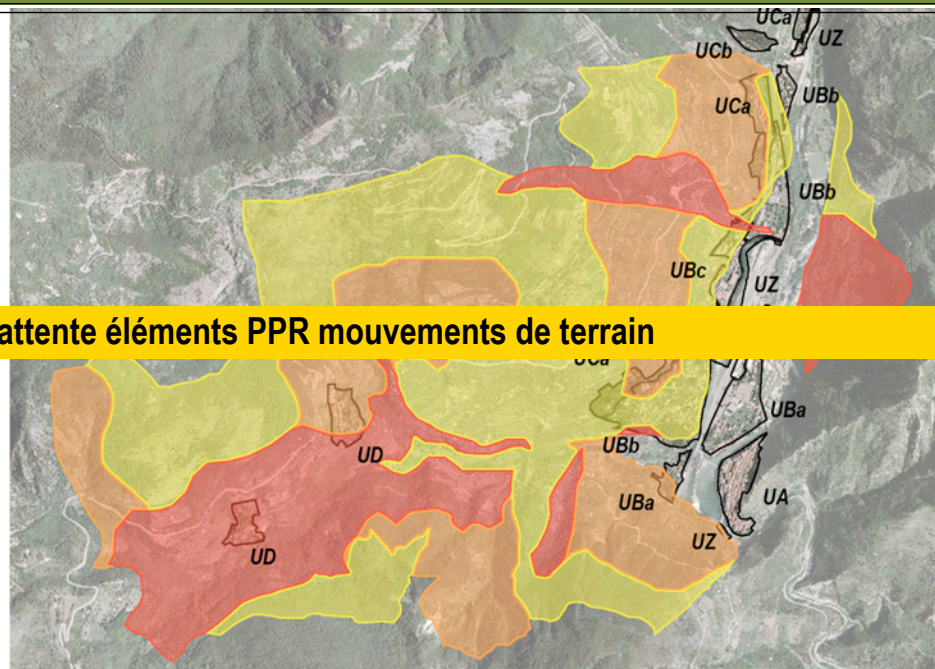 UCa
UZ
UCb
UBb
UCa
UBb
UBc
UZ
attente éléments PPR mouvements de terrain
UCa
UBa
UBb
UD
UBa
UA
UZ
UD